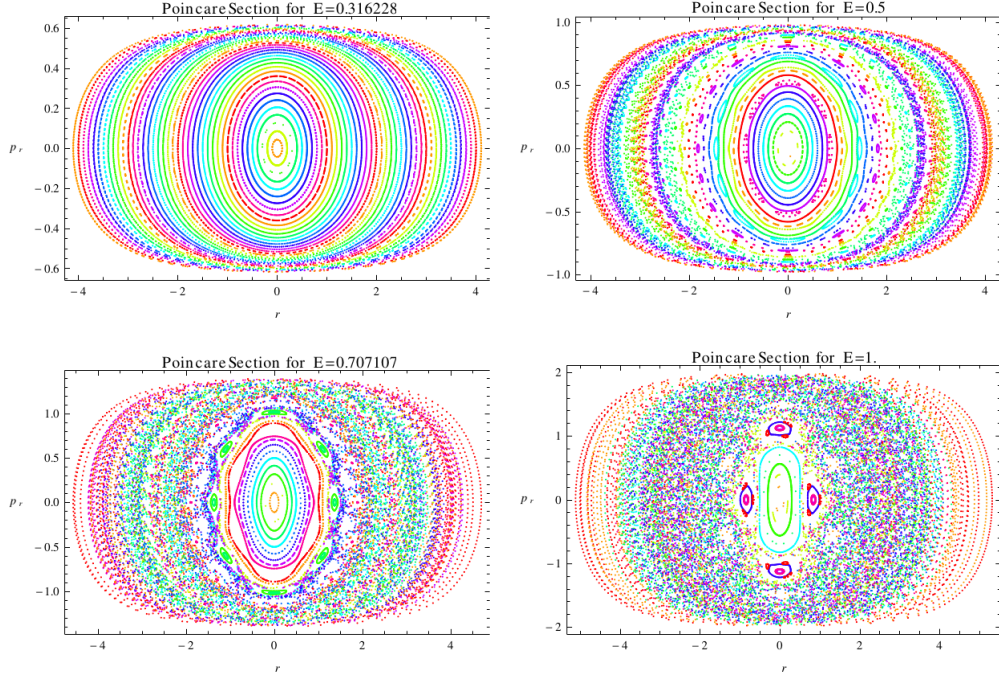 Poincare Section for E=0.316228
0.6
0.4
0.2
p r 0.0
−0.2
−0.4
−0.6
−4 −2 0 2 4
r
Poincare Section for E=0.5
1.0
0.5
p r 0.0
−0.5
−1.0
−4 −2 0 2 4
r
Poincare Section for E=0.707107
1.0
0.5
p r 0.0
−0.5
−1.0
−4 −2 0 2 4
r
Poincare Section for E=1.
2
1
p r 0
−1
−2
−4 −2 0 2 4
r